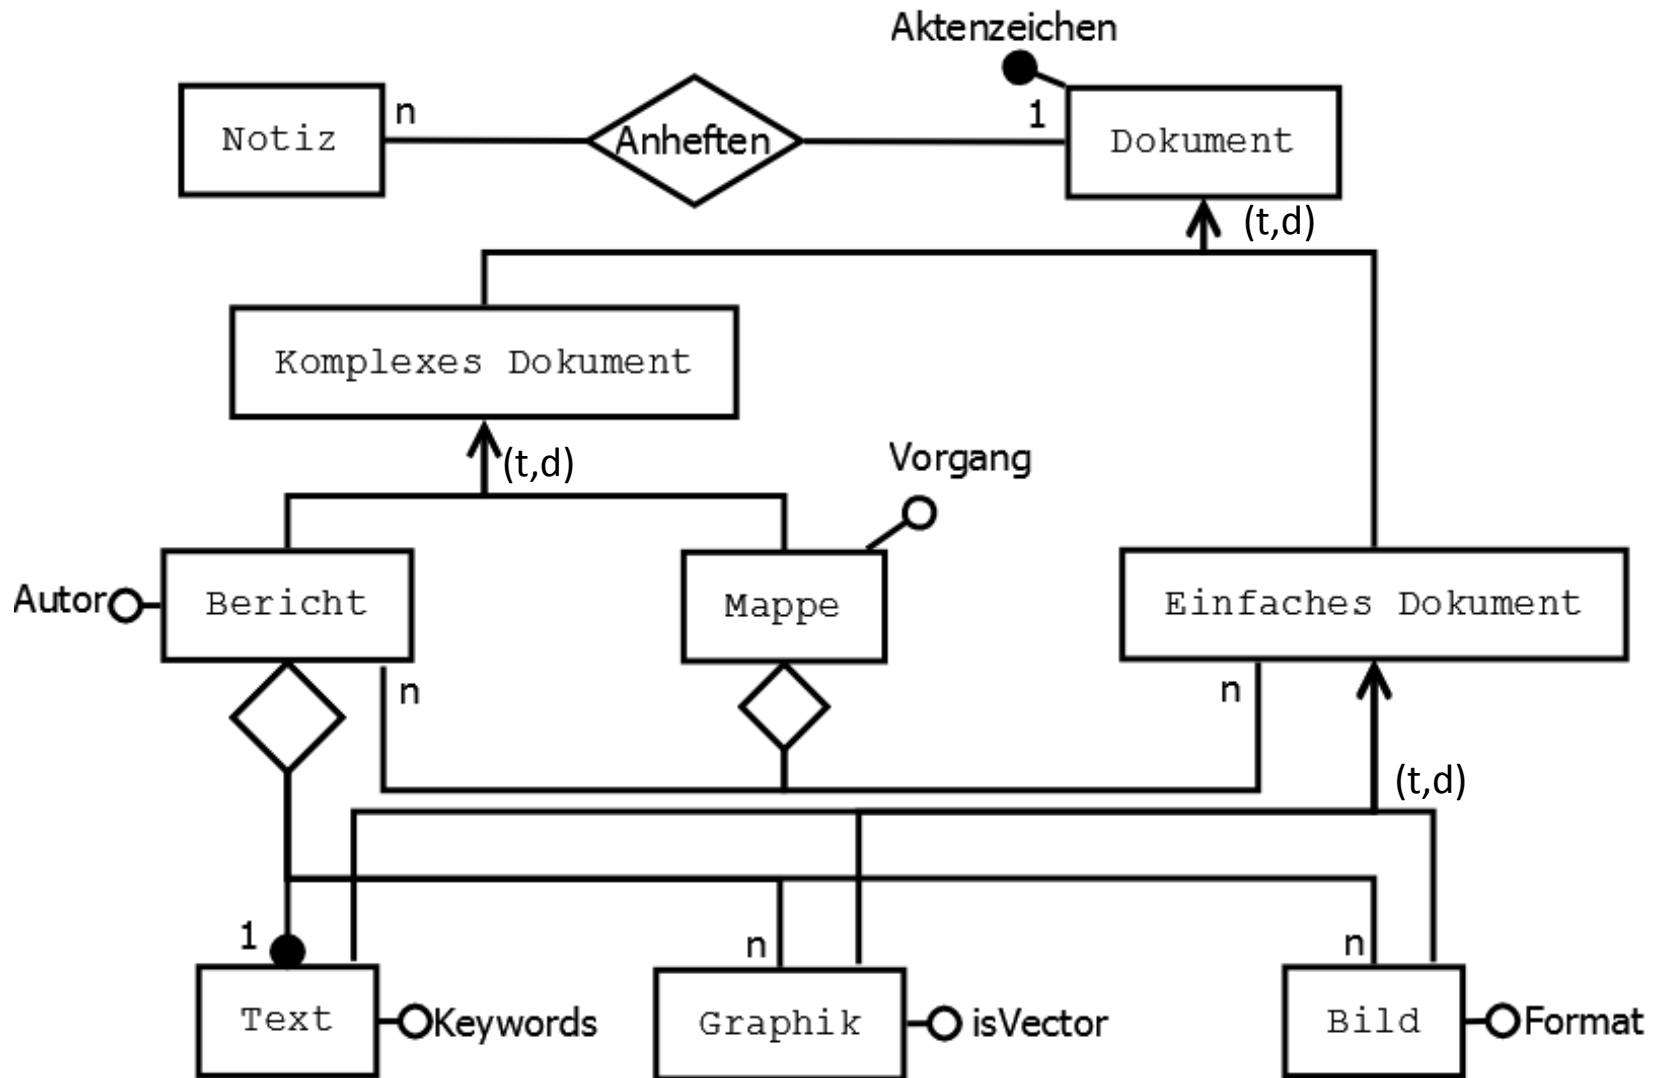 Aktenzeichen
Notiz
n
Anheften
1
Dokument
(t,d)
Komplexes Dokument
(t,d)
Vorgang
Autor
Bericht
Mappe
Einfaches Dokument
n
n
(t,d)
1
n
n
Text
Keywords
Graphik
isVector
Bild
Format